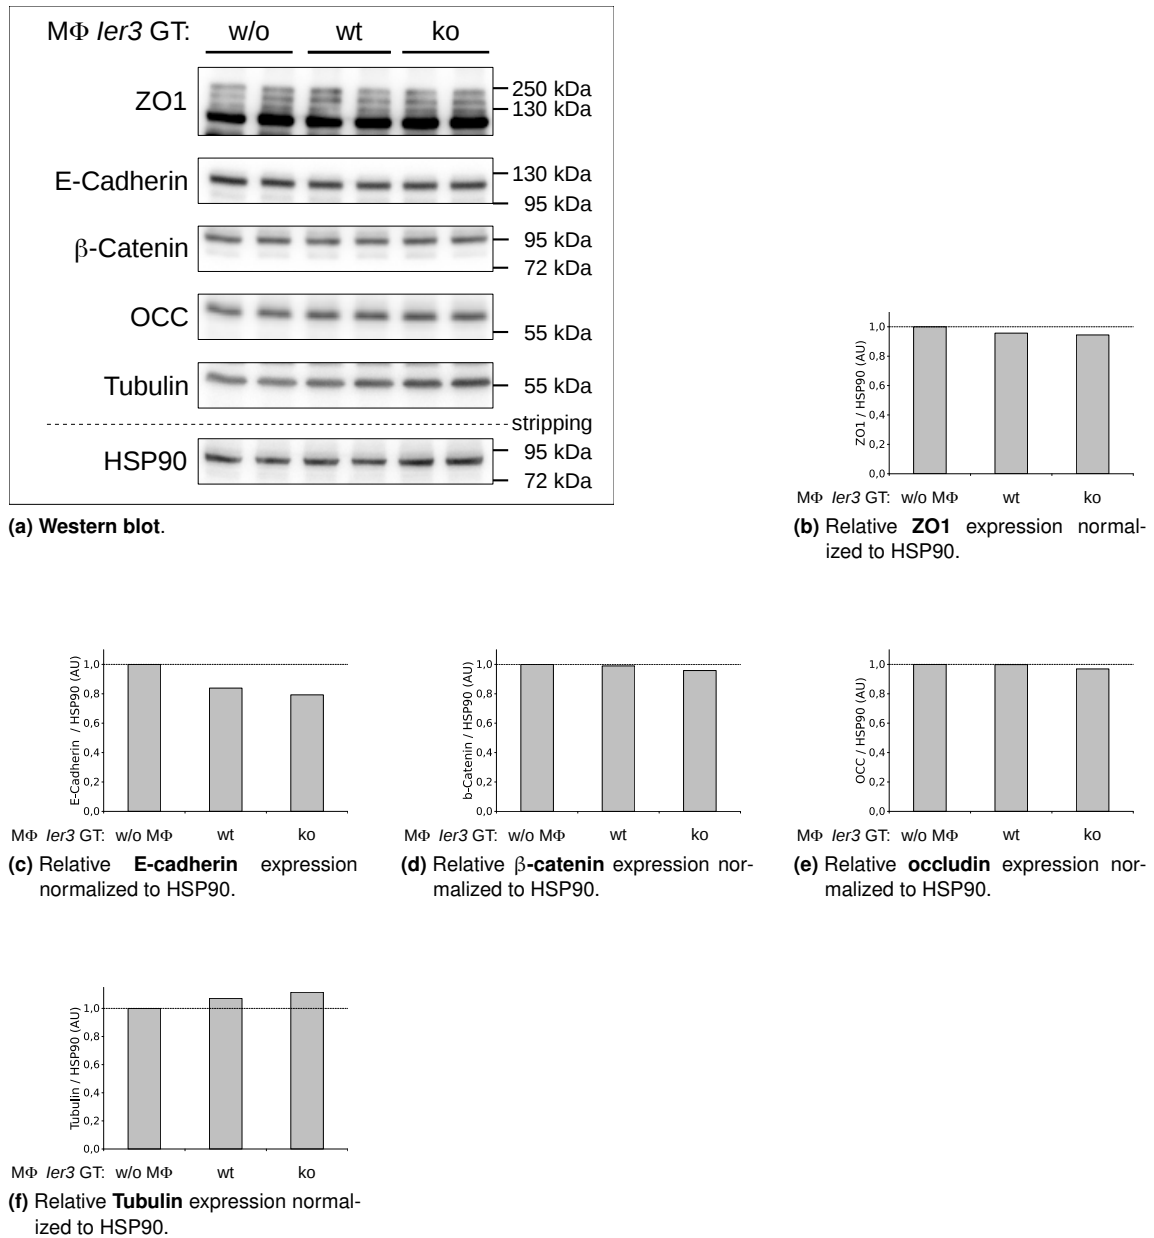 MΦ Ier3 GT: w/o wt ko
ZO1
250 kDa
130 kDa
E-Cadherin
130 kDa
95 kDa
β-Catenin
95 kDa
72 kDa
OCC
55 kDa
Tubulin
55 kDa
stripping
HSP90
95 kDa
72 kDa
(a) Western blot.
ZO1 / HSP90 (AU)
1,0
0,8
0,6
0,4
0,2
0,0
MΦ Ier3 GT: w/o MΦ wt ko
(b) Relative ZO1 expression normal-
ized to HSP90.
E-Cadherin / HSP90 (AU)
1,0
0,8
0,6
0,4
0,2
0,0
MΦ Ier3 GT: w/o MΦ wt ko
(c) Relative E-cadherin expression
normalized to HSP90.
b-Catenin / HSP90 (AU)
1,0
0,8
0,6
0,4
0,2
0,0
MΦ Ier3 GT: w/o MΦ wt ko
(d) Relative β-catenin expression nor-
malized to HSP90.
OCC / HSP90 (AU)
1,0
0,8
0,6
0,4
0,2
0,0
MΦ Ier3 GT: w/o MΦ wt ko
(e) Relative occludin expression nor-
malized to HSP90.
Tubulin / HSP90 (AU)
1,0
0,8
0,6
0,4
0,2
0,0
MΦ Ier3 GT: w/o MΦ wt ko
(f) Relative Tubulin expression normal-
ized to HSP90.